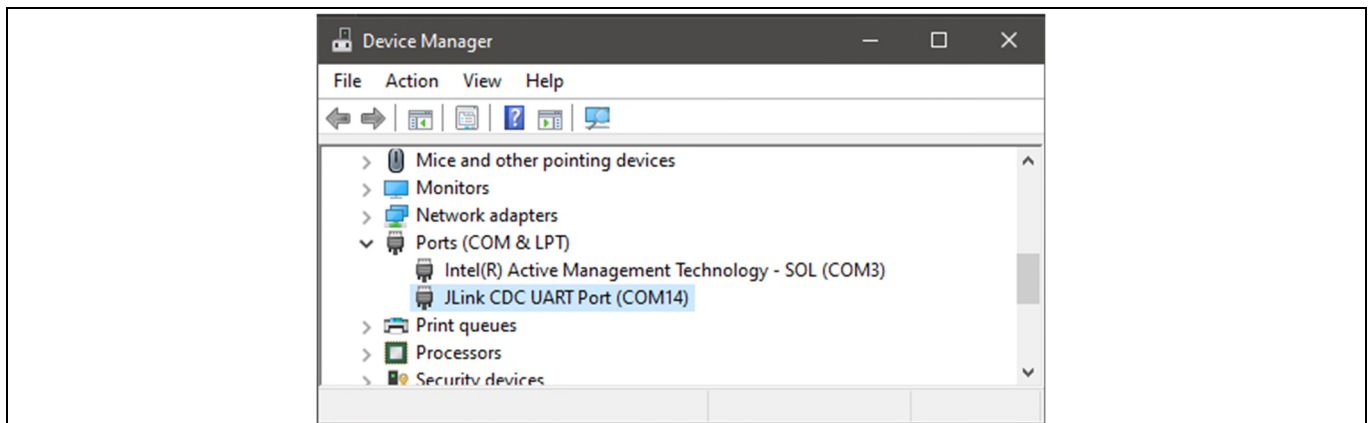 Device Manager
File Action View Help
Mice and other pointing devices
Monitors
Network adapters
Ports (COM & LPT)
Intel(R) Active Management Technology - SOL (COM3)
JLink CDC UART Port (COM14)
Print queues
Processors
Security devices